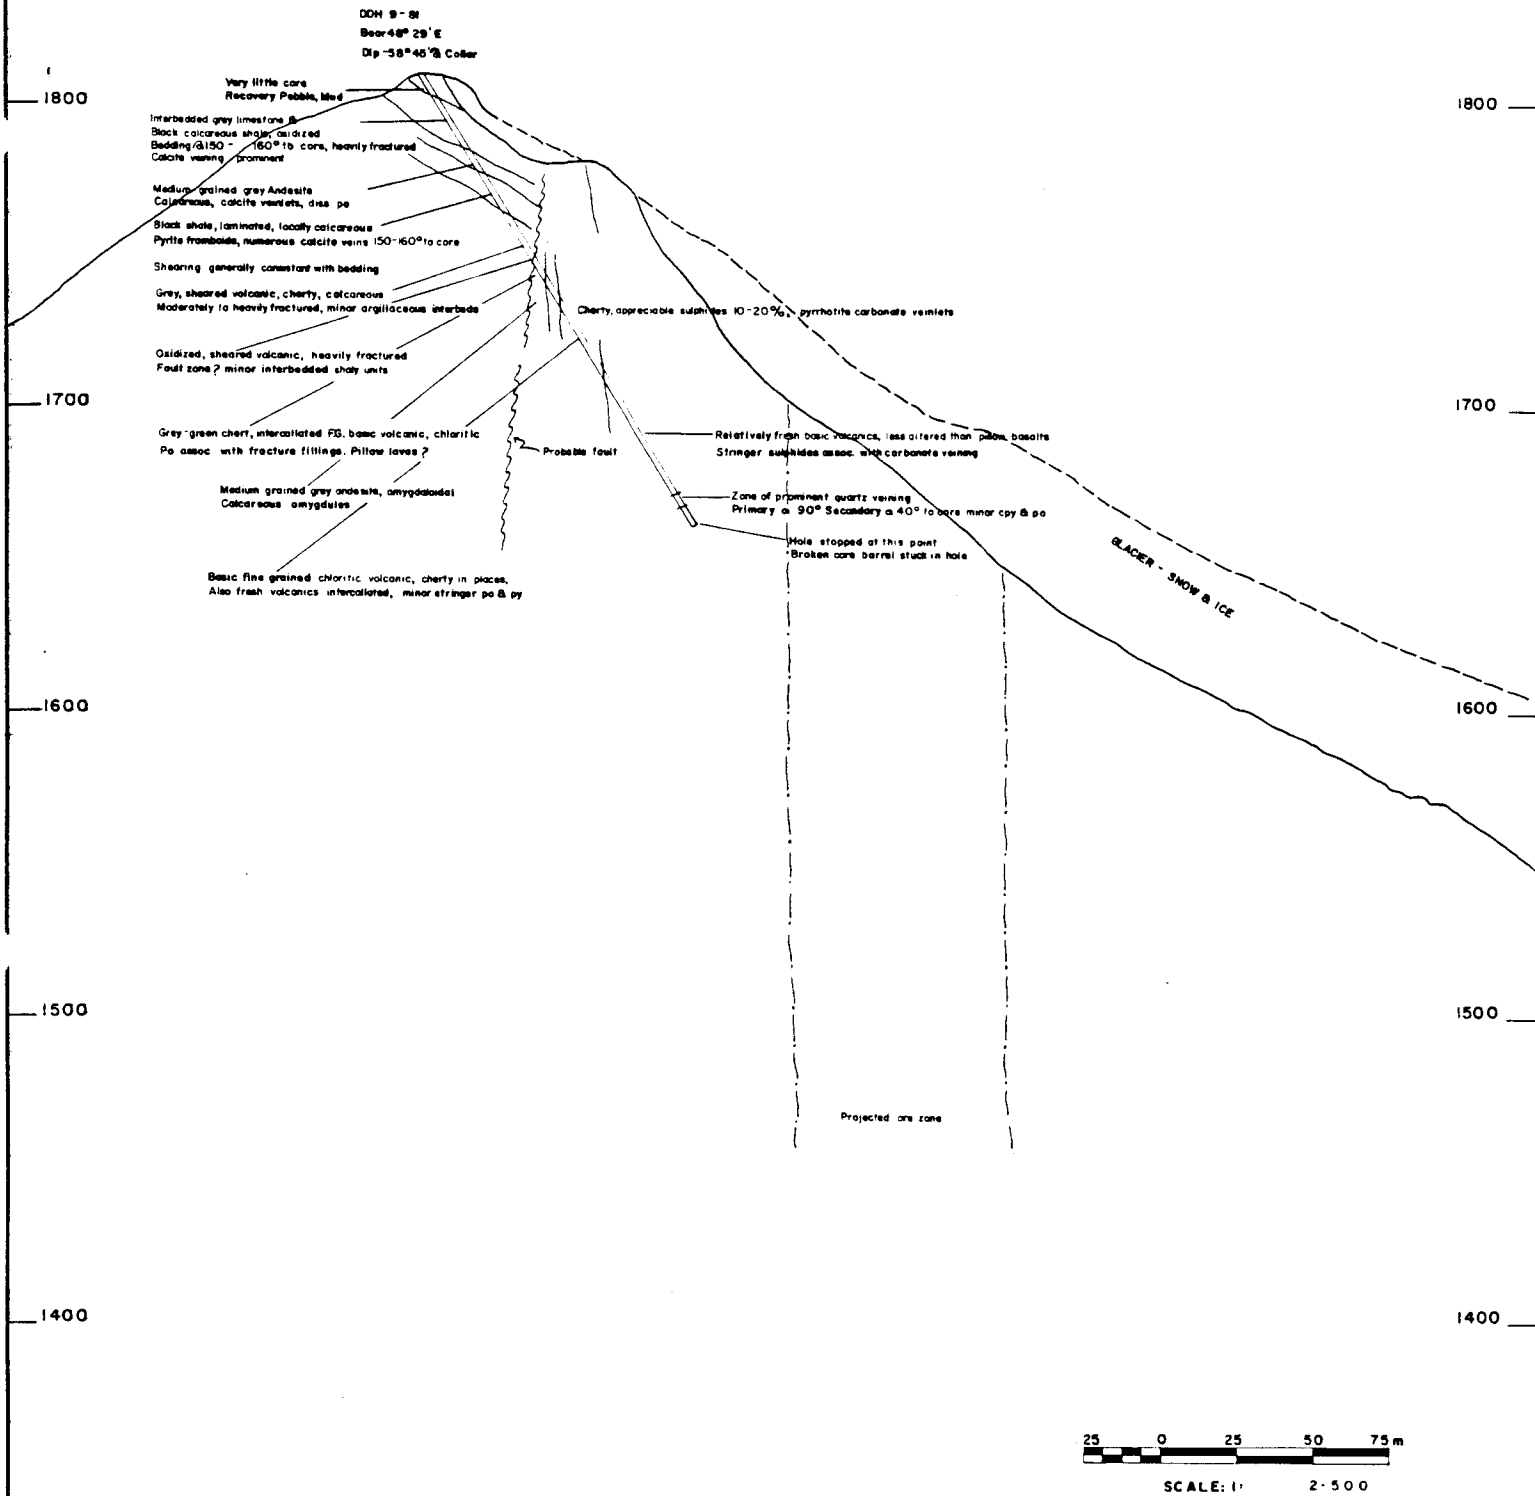 DDH 9-81
Bear 48° 29' E
Dip -58° 45' @ Collar
Very little core
Recovery Pebble, Mud
1800
1800
Interbedded grey limestone &
Black calcareous shale, oxidized
Bedding @ 150 - 160° to core, heavily fractured
Calcite veining prominent
Medium grained grey Andesite
Calcareous, calcite veinlets, diss po
Black shale, laminated, locally calcareous
Pyrite framboids, numerous calcite veins 150-160° to core
Shearing generally consistant with bedding
Grey, sheared volcanic, cherty, calcareous
Moderately to heavily fractured, minor argillaceous interbeds
Cherty, appreciable sulphides 10-20%, pyrrhotite carbonate veinlets
Oxidized, sheared volcanic, heavily fractured
Fault zone? minor interbedded shaly units
1700
1700
Grey-green chert, intercollated F.G. basic volcanic, chloritic
Po assoc with fracture fillings. Pillow lavas?
Probable fault
Relatively fresh basic volcanics, less altered than pillow basalts
Stringer sulphides assoc. with carbonate veining
Medium grained grey andesite, amygdaloidal
Calcareous amygdules
Zone of prominent quartz veining
Primary @ 90° Secondary @ 40° to core minor cpy & po
Hole stopped at this point
Broken core barrel stuck in hole
GLACIER - SNOW & ICE
Basic fine grained chloritic volcanic, cherty in places,
Also fresh volcanics intercollated, minor stringer po & py
1600
1600
1500
1500
Projected ore zone
1400
1400
25 0 25 50 75 m
SCALE: 1: 2-500